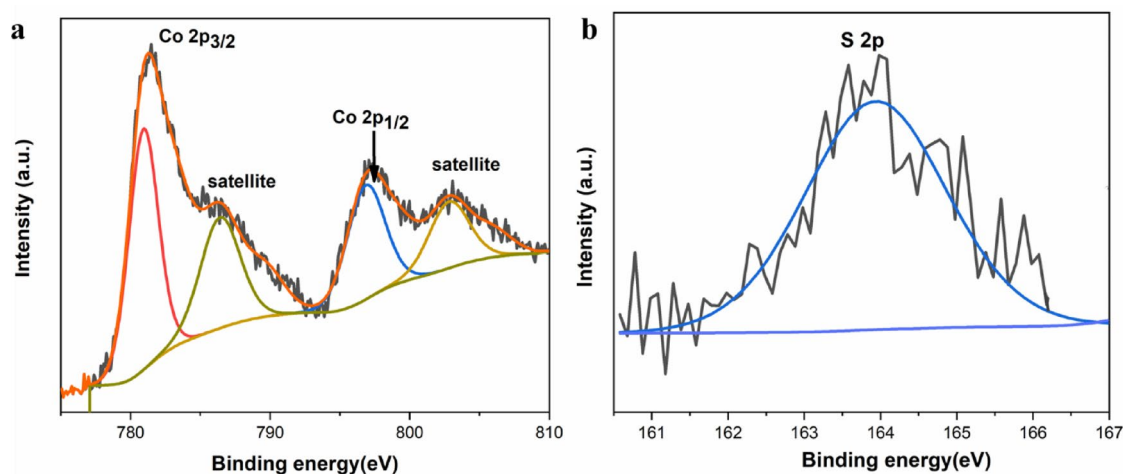 a
Co 2p3/2
satellite
Co 2p1/2
satellite
Intensity (a.u.)
780
790
800
810
Binding energy(eV)
b
S 2p
Intensity (a.u.)
161
162
163
164
165
166
167
Binding energy(eV)